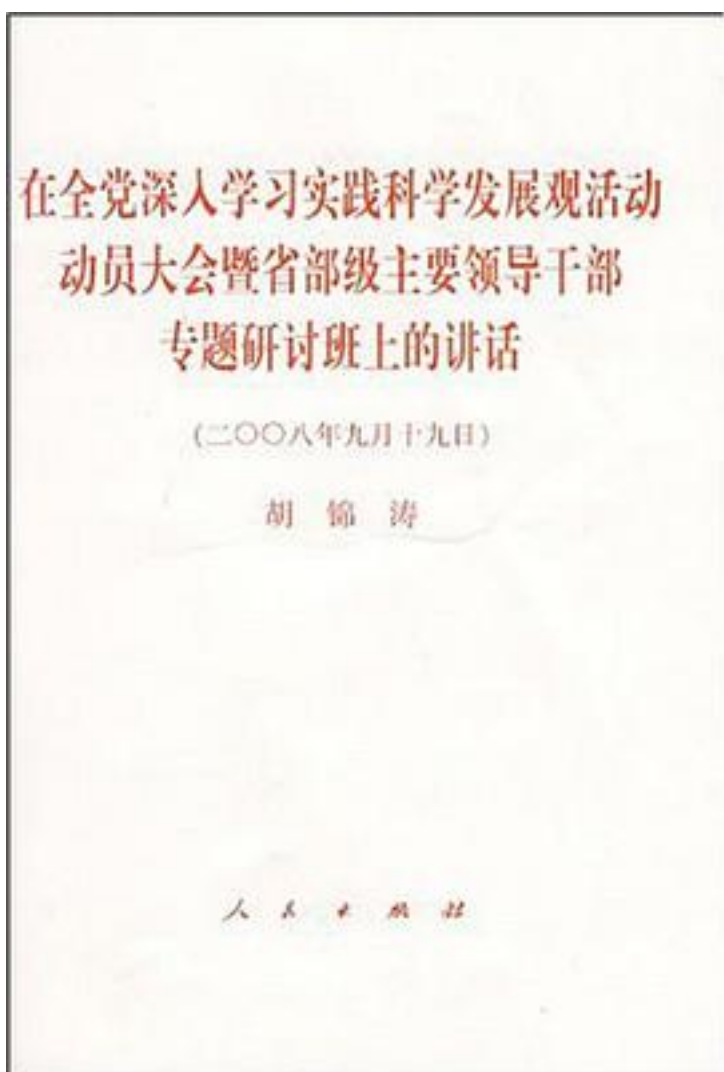 在全党深入学习实践科学发展观活动
动员大会暨省部级主要领导干部
专题研讨班上的讲话
(二〇〇八年九月十九日)
胡锦涛
人民出版社